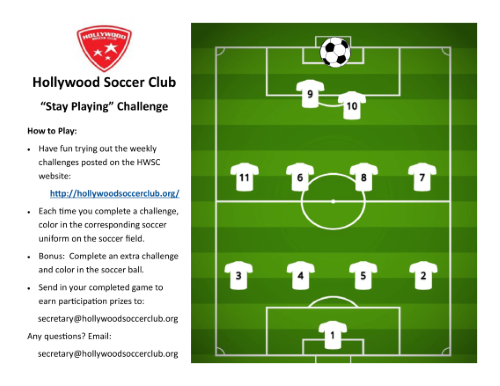 HOLLYWOOD
SOCCER CLUB
Hollywood Soccer Club
“Stay Playing” Challenge
How to Play:
• Have fun trying out the weekly
challenges posted on the HWSC
website:
http://hollywoodsoccerclub.org/
• Each time you complete a challenge,
color in the corresponding soccer
uniform on the soccer field.
• Bonus: Complete an extra challenge
and color in the soccer ball.
• Send in your completed game to
earn participation prizes to:
secretary@hollywoodsoccerclub.org
Any questions? Email:
secretary@hollywoodsoccerclub.org
9
10
11 6 8 7
3 4 5 2
1